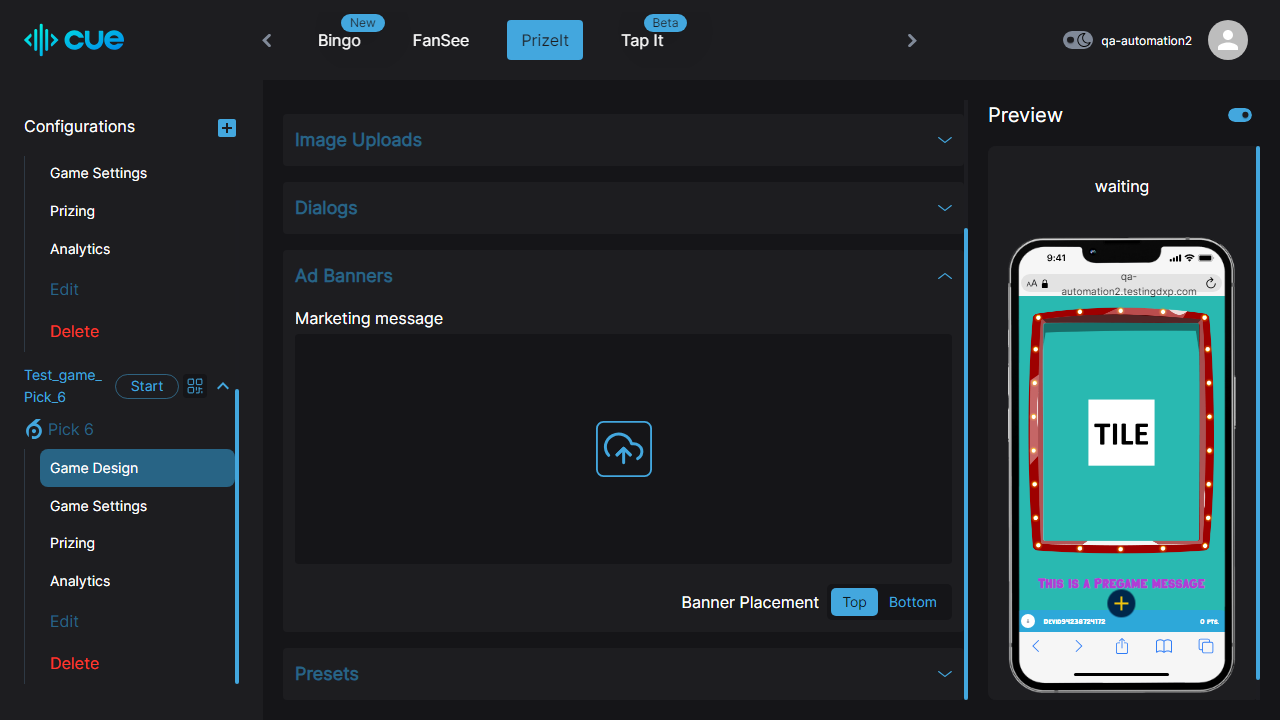 cue
New
Bingo
FanSee
PrizeIt
Beta
Tap It
qa-automation2
Configurations
Game Settings
Prizing
Analytics
Edit
Delete
Test_game_
Pick_6
Start
Pick 6
Game Design
Game Settings
Prizing
Analytics
Edit
Delete
Image Uploads
Dialogs
Ad Banners
Marketing message
Banner Placement
Top
Bottom
Presets
Preview
waiting
9:41
AA
qa-
automation2.testingdxp.com
TILE
This is a Pregame message
0 PTS.